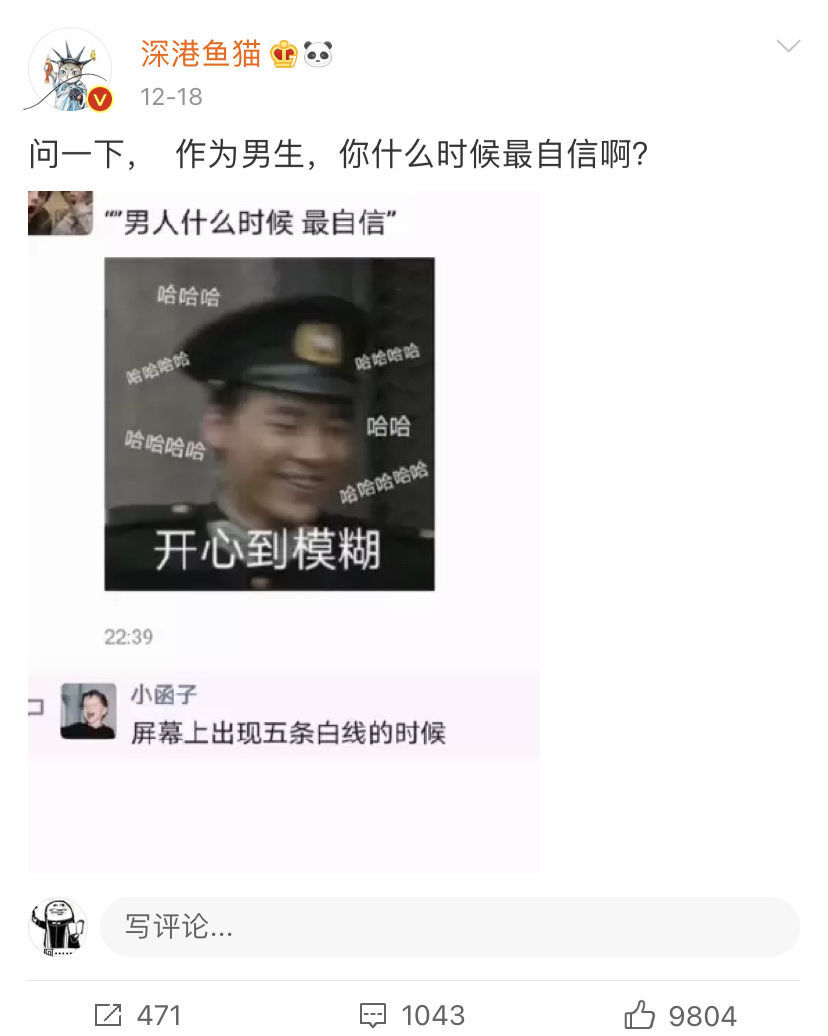 深港鱼猫
12-18
问一下， 作为男生，你什么时候最自信啊？
“”男人什么时候 最自信”
哈哈哈
哈哈哈哈
哈哈哈哈
哈哈
哈哈哈哈
哈哈哈哈哈
开心到模糊
22:39
小函子
屏幕上出现五条白线的时候
写评论...
471
1043
9804